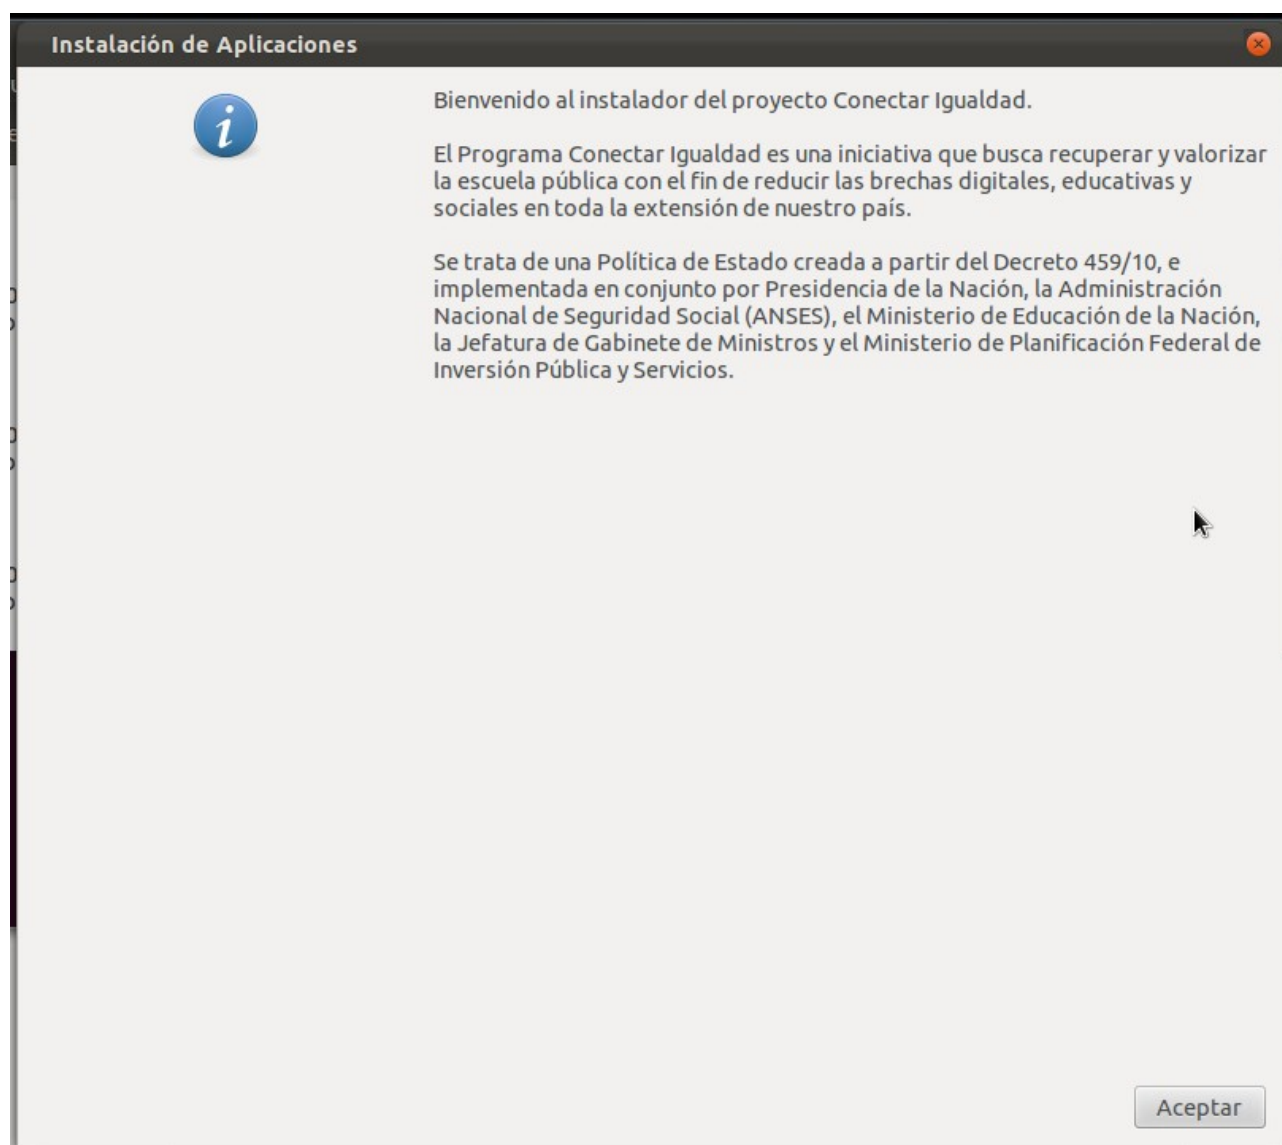 Instalación de Aplicaciones
Bienvenido al instalador del proyecto Conectar Igualdad.
El Programa Conectar Igualdad es una iniciativa que busca recuperar y valorizar
la escuela pública con el fin de reducir las brechas digitales, educativas y
sociales en toda la extensión de nuestro país.
Se trata de una Política de Estado creada a partir del Decreto 459/10, e
implementada en conjunto por Presidencia de la Nación, la Administración
Nacional de Seguridad Social (ANSES), el Ministerio de Educación de la Nación,
la Jefatura de Gabinete de Ministros y el Ministerio de Planificación Federal de
Inversión Pública y Servicios.
Aceptar